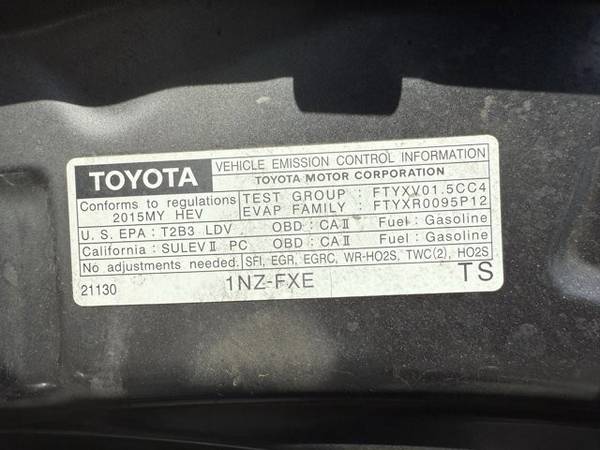 TOYOTA
VEHICLE EMISSION CONTROL INFORMATION
TOYOTA MOTOR CORPORATION
Conforms to regulations
2015MY HEV
TEST GROUP : FTYXV01.5CC4
EVAP FAMILY : FTYXR0095P12
U. S. EPA : T2B3 LDV OBD : CAⅡ Fuel : Gasoline
California : SULEVⅡ PC OBD : CAⅡ Fuel : Gasoline
No adjustments needed. SFI, EGR, EGRC, WR-HO2S, TWC(2), HO2S
21130 1NZ-FXE TS